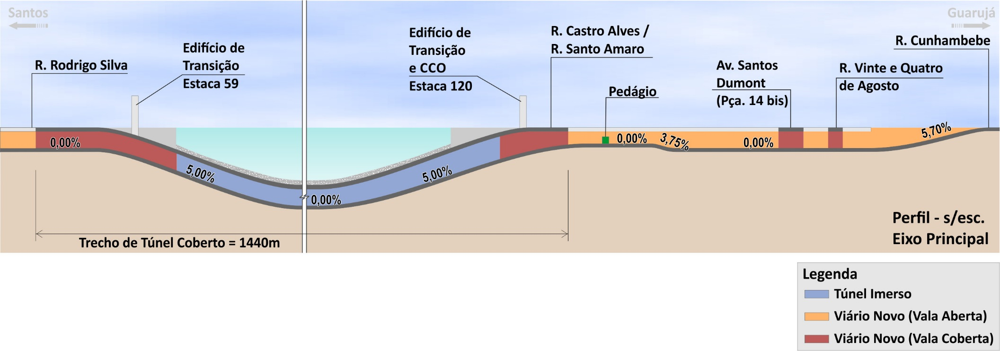 Santos
Guarujá
R. Rodrigo Silva
Edifício de
Transição
Estaca 59
Edifício de
Transição
e CCO
Estaca 120
R. Castro Alves /
R. Santo Amaro
Pedágio
Av. Santos
Dumont
(Pça. 14 bis)
R. Vinte e Quatro
de Agosto
R. Cunhambebe
0,00%
5,00%
0,00%
5,00%
0,00%
3,75%
0,00%
5,70%
Trecho de Túnel Coberto = 1440m
Perfil - s/esc.
Eixo Principal
Legenda
Túnel Imerso
Viário Novo (Vala Aberta)
Viário Novo (Vala Coberta)